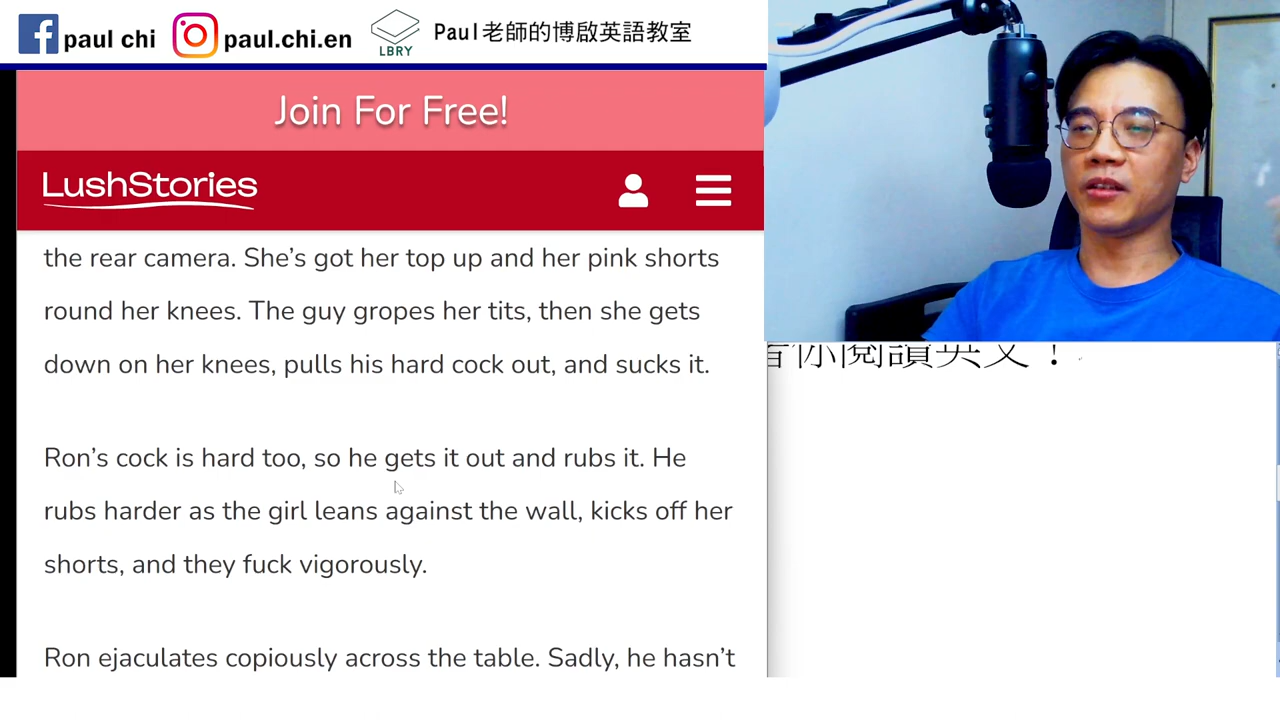 paul chi
paul.chi.en
LBRY
Paul老師的博啟英語教室
Join For Free!
LushStories
the rear camera. She’s got her top up and her pink shorts
round her knees. The guy gropes her tits, then she gets
down on her knees, pulls his hard cock out, and sucks it.
Ron’s cock is hard too, so he gets it out and rubs it. He
rubs harder as the girl leans against the wall, kicks off her
shorts, and they fuck vigorously.
Ron ejaculates copiously across the table. Sadly, he hasn’t
你閱讀英文！